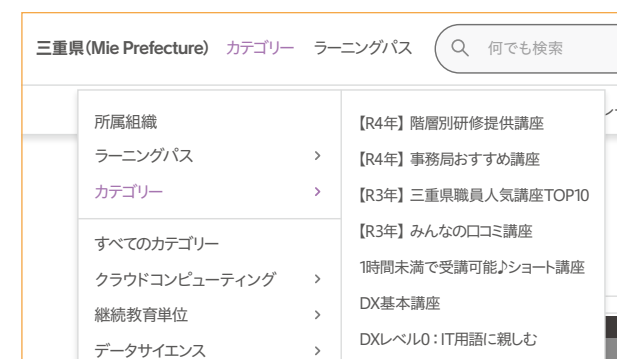 三重県(Mie Prefecture) カテゴリー ラーニングパス 何でも検索
所属組織
ラーニングパス
カテゴリー
すべてのカテゴリー
クラウドコンピューティング
継続教育単位
データサイエンス
【R4年】階層別研修提供講座
【R4年】事務局おすすめ講座
【R3年】三重県職員人気講座TOP10
【R3年】みんなの口コミ講座
1時間未満で受講可能♪ショート講座
DX基本講座
DXレベル0：IT用語に親しむ